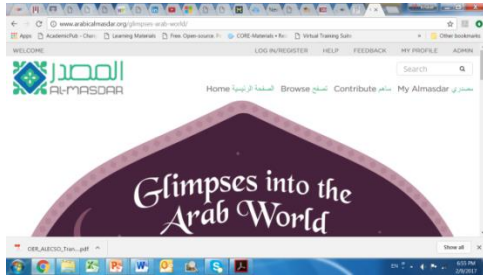 www.arabicalmasdar.org/glimpses-arab-world/
Apps AcademicPub - Chan Learning Materials Free, Open-source, Fr CORE-Materials • Re Virtual Training Suite » Other bookmarks
WELCOME LOG IN/REGISTER HELP FEEDBACK MY PROFILE ADMIN
المصدر
AL-MASDAR
Search
Home الصفحة الرئيسية Browse تصفح Contribute ساهم My Almasdar مصدري
Glimpses into the
Arab World
OER_ALECSO_Tran....pdf Show all
EN 6:55 PM
2/9/2017